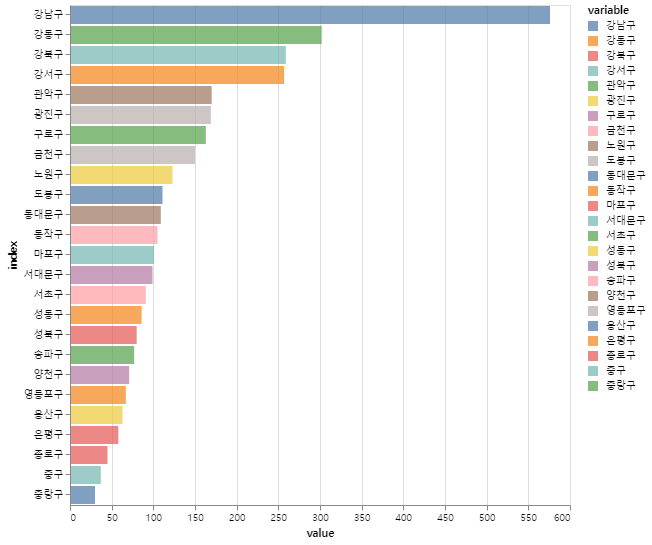 index
강남구
강동구
강북구
강서구
관악구
광진구
구로구
금천구
노원구
도봉구
동대문구
동작구
마포구
서대문구
서초구
성동구
성북구
송파구
양천구
영등포구
용산구
은평구
종로구
중구
중랑구
0 50 100 150 200 250 300 350 400 450 500 550 600
value
variable
강남구
강동구
강북구
강서구
관악구
광진구
구로구
금천구
노원구
도봉구
동대문구
동작구
마포구
서대문구
서초구
성동구
성북구
송파구
양천구
영등포구
용산구
은평구
종로구
중구
중랑구